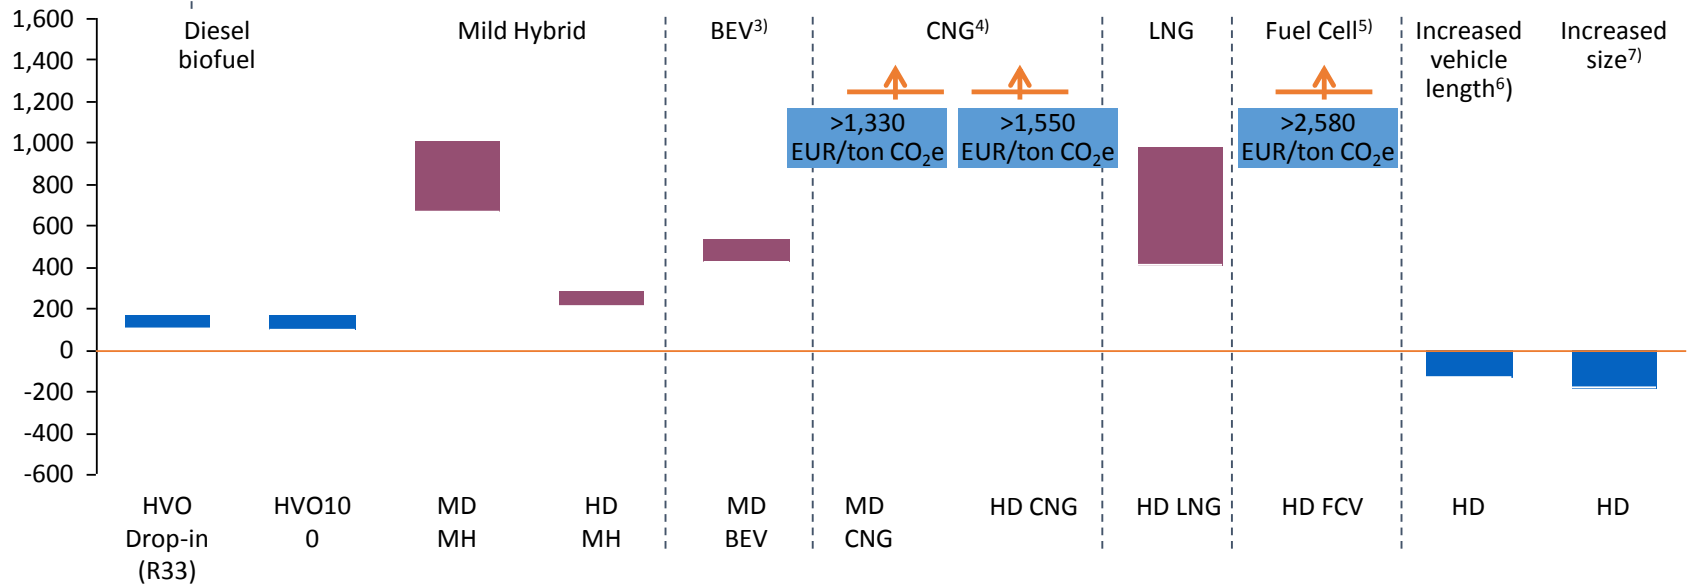 Diesel
biofuel
Mild Hybrid
BEV3)
CNG4)
LNG
Fuel Cell5)
Increased
vehicle
length6)
Increased
size7)
1,600
1,400
1,200
1,000
800
600
400
200
0
-200
-400
-600
>1,330
EUR/ton CO2e
>1,550
EUR/ton CO2e
>2,580
EUR/ton CO2e
HVO
Drop-in
(R33)
HVO10
0
MD
MH
HD
MH
MD
BEV
MD
CNG
HD CNG
HD LNG
HD FCV
HD
HD